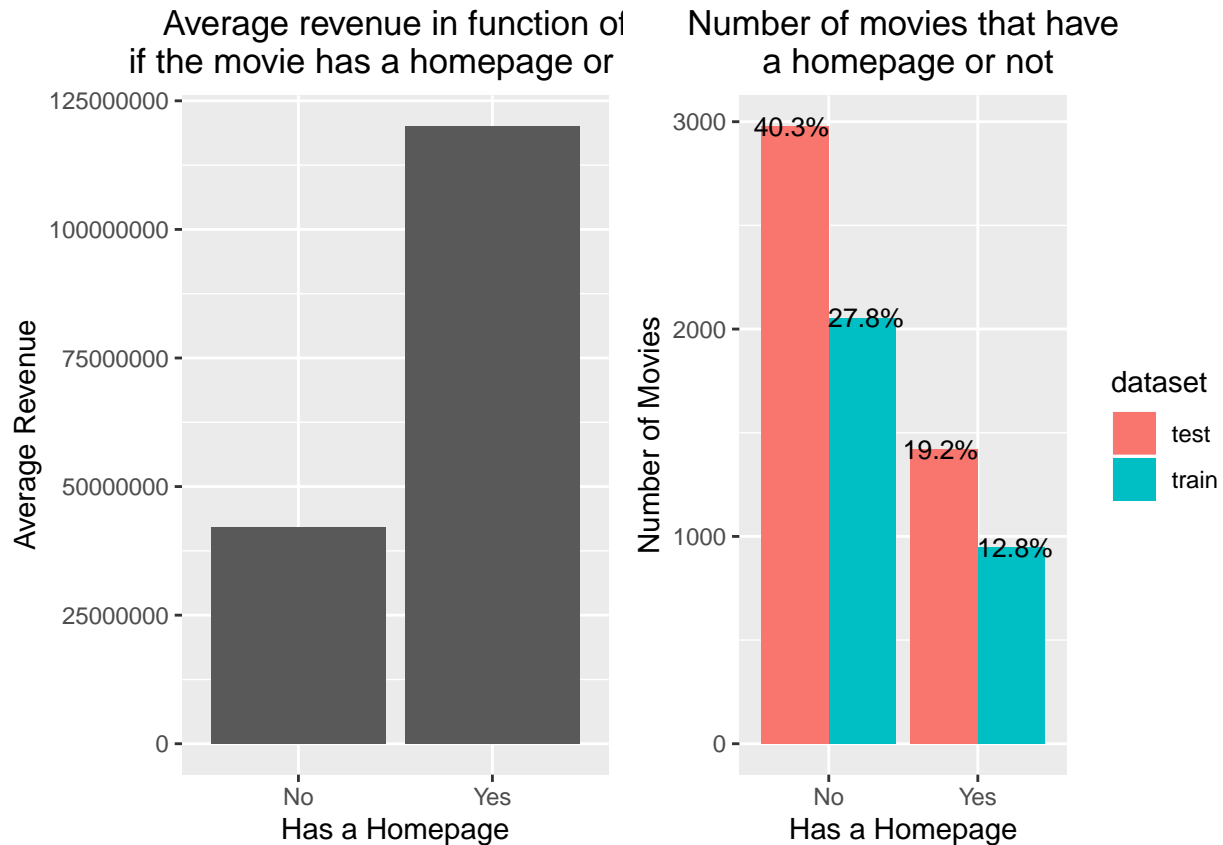 Average revenue in function of
if the movie has a homepage or
125000000
100000000
75000000
50000000
25000000
0
Average Revenue
No
Yes
Has a Homepage
Number of movies that have
a homepage or not
3000
2000
1000
0
Number of Movies
40.3%
27.8%
19.2%
12.8%
No
Yes
Has a Homepage
dataset
test
train